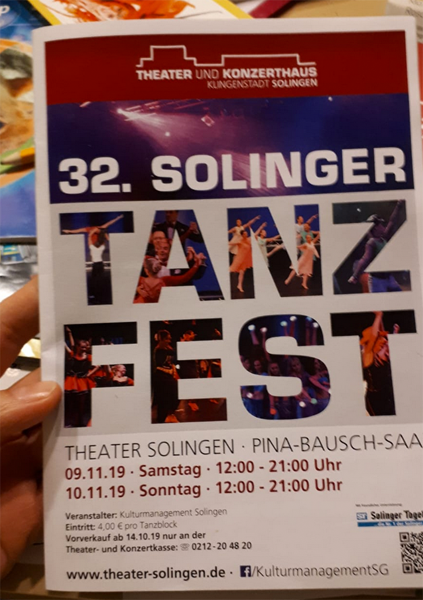 THEATER UND KONZERTHAUS
KLINGENSTADT SOLINGEN
32. SOLINGER
TANZ
FEST
THEATER SOLINGEN · PINA-BAUSCH-SAA
09.11.19 · Samstag · 12:00 - 21:00 Uhr
10.11.19 · Sonntag · 12:00 - 21:00 Uhr
Veranstalter: Kulturmanagement Solingen
Eintritt: 4,00 € pro Tanzblock
Vorverkauf ab 14.10.19 nur an der
Theater- und Konzertkasse: ☏ 0212-20 48 20
Solinger Tagel
www.theater-solingen.de · f/KulturmanagementSG